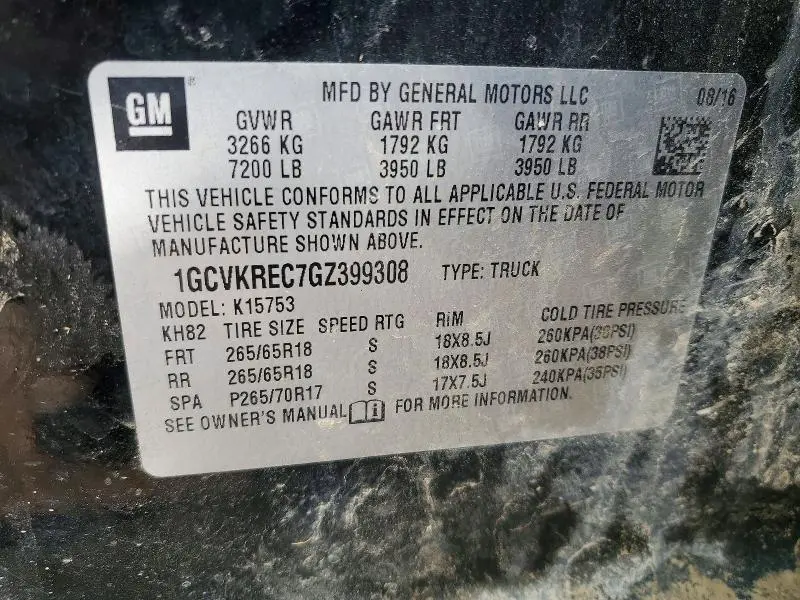 GM
MFD BY GENERAL MOTORS LLC 08/16
GVWR GAWR FRT GAWR RR
3266 KG 1792 KG 1792 KG
7200 LB 3950 LB 3950 LB
THIS VEHICLE CONFORMS TO ALL APPLICABLE U.S. FEDERAL MOTOR
VEHICLE SAFETY STANDARDS IN EFFECT ON THE DATE OF
MANUFACTURE SHOWN ABOVE.
1GCVKREC7GZ399308 TYPE: TRUCK
MODEL: K15753
KH82 TIRE SIZE SPEED RTG RIM COLD TIRE PRESSURE
FRT 265/65R18 S 18X8.5J 260KPA(38PSI)
RR 265/65R18 S 18X8.5J 260KPA(38PSI)
SPA P265/70R17 S 17X7.5J 240KPA(35PSI)
SEE OWNER'S MANUAL FOR MORE INFORMATION.